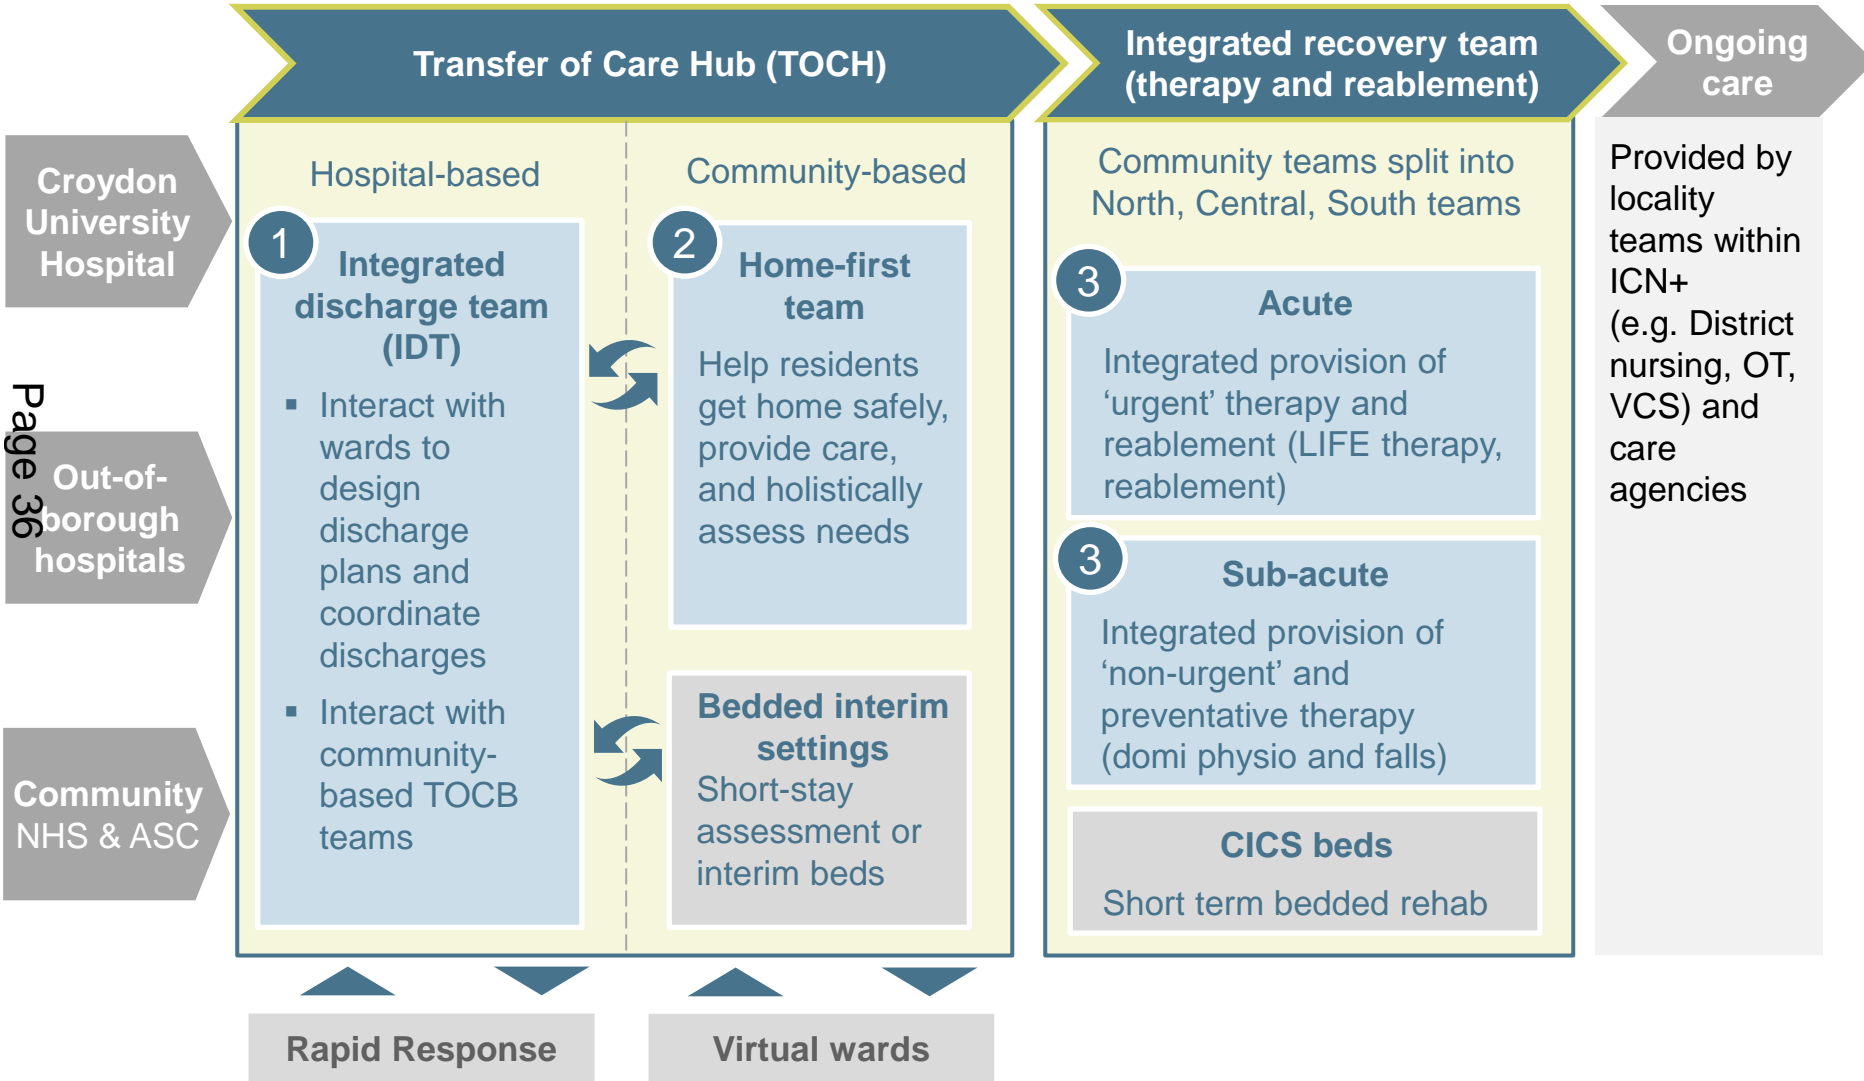 Transfer of Care Hub (TOCH)
Integrated recovery team
(therapy and reablement)
Ongoing
care
Croydon
University
Hospital
Out-of-
borough
hospitals
Community
NHS & ASC
Page 36
Hospital-based
1
Integrated
discharge team
(IDT)
▪ Interact with
wards to
design
discharge
plans and
coordinate
discharges
▪ Interact with
community-
based TOCB
teams
Community-based
2
Home-first
team
Help residents
get home safely,
provide care,
and holistically
assess needs
Bedded interim
settings
Short-stay
assessment or
interim beds
Community teams split into
North, Central, South teams
3
Acute
Integrated provision of
‘urgent’ therapy and
reablement (LIFE therapy,
reablement)
3
Sub-acute
Integrated provision of
‘non-urgent’ and
preventative therapy
(domi physio and falls)
CICS beds
Short term bedded rehab
Provided by
locality
teams within
ICN+
(e.g. District
nursing, OT,
VCS) and
care
agencies
Rapid Response
Virtual wards